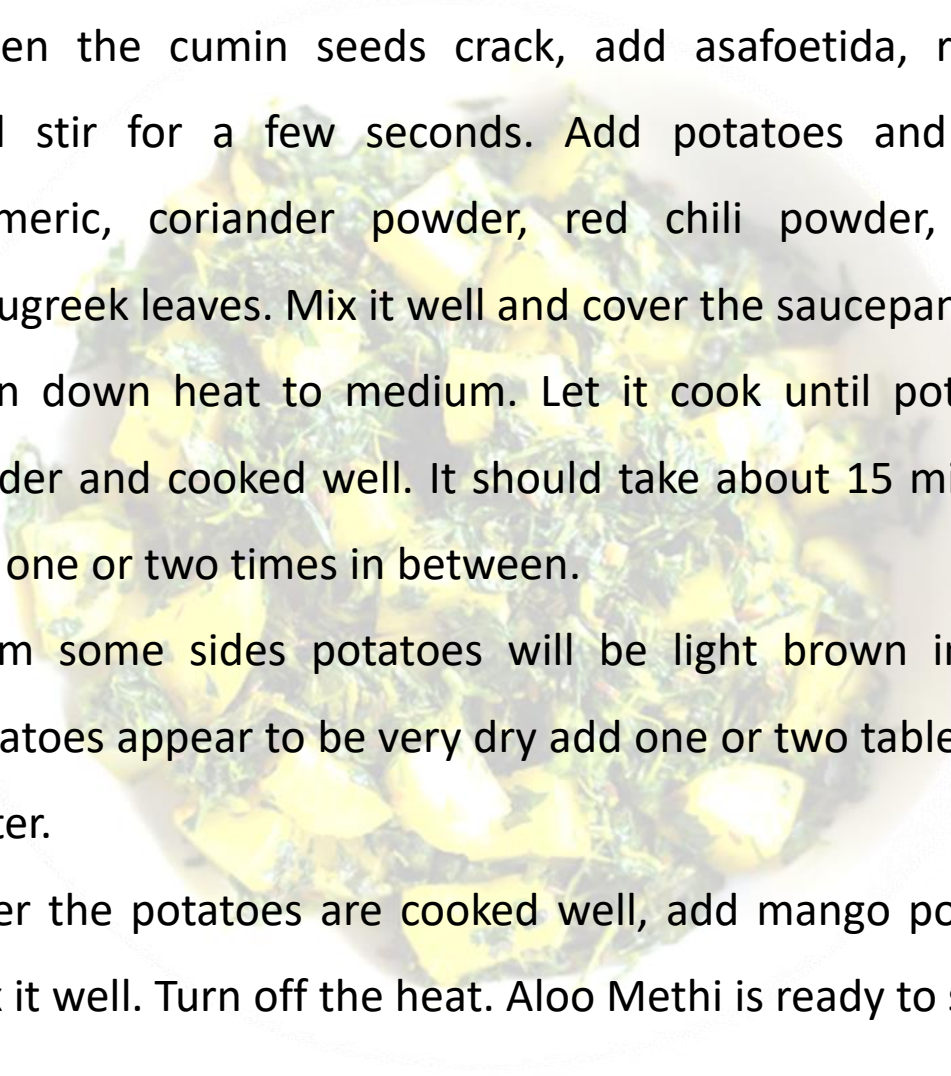 en the cumin seeds crack, add asafoetida,
stir for a few seconds. Add potatoes and
meric, coriander powder, red chili powder,
ugreek leaves. Mix it well and cover the saucepan
n down heat to medium. Let it cook until pot
der and cooked well. It should take about 15 mi
one or two times in between.
m some sides potatoes will be light brown in
atoes appear to be very dry add one or two table
ter.
er the potatoes are cooked well, add mango po
it well. Turn off the heat. Aloo Methi is ready to